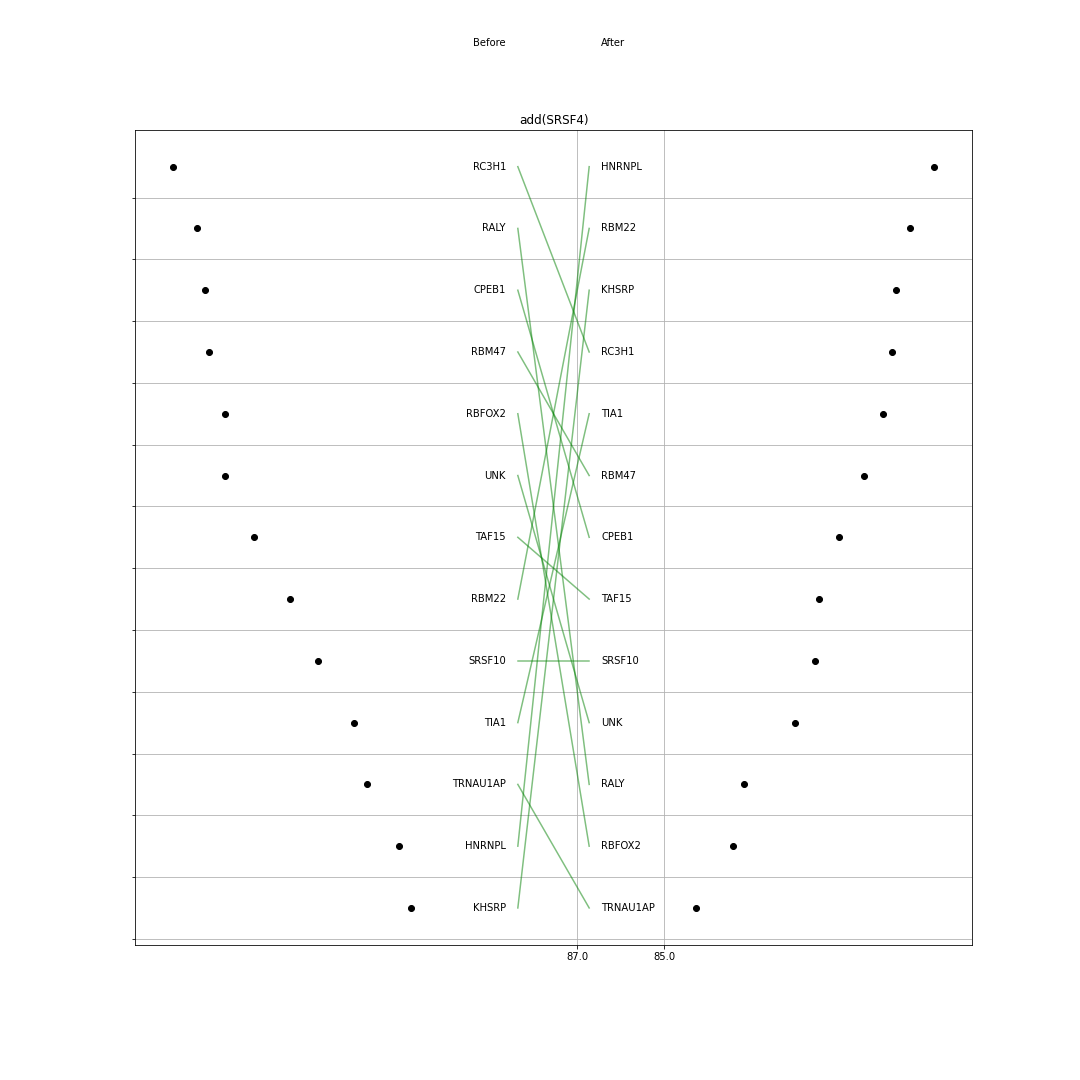 Before After
add(SRSF4)
RC3H1 HNRNPL
RALY RBM22
CPEB1 KHSRP
RBM47 RC3H1
RBFOX2 TIA1
UNK RBM47
TAF15 CPEB1
RBM22 TAF15
SRSF10 SRSF10
TIA1 UNK
TRNAU1AP RALY
HNRNPL RBFOX2
KHSRP TRNAU1AP
87.0 85.0